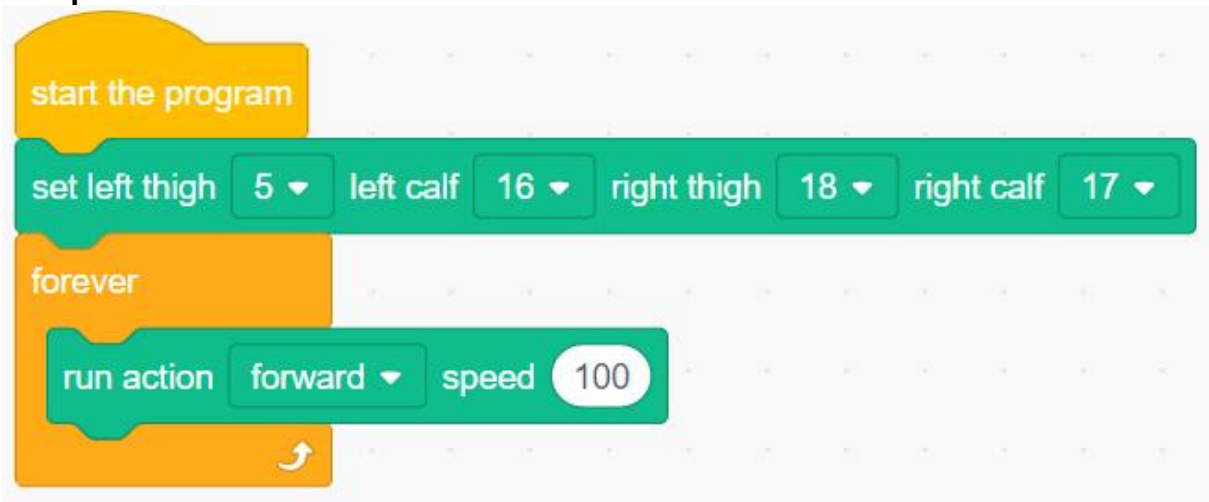 start the program
set left thigh 5 left calf 16 right thigh 18 right calf 17
forever
run action forward speed 100